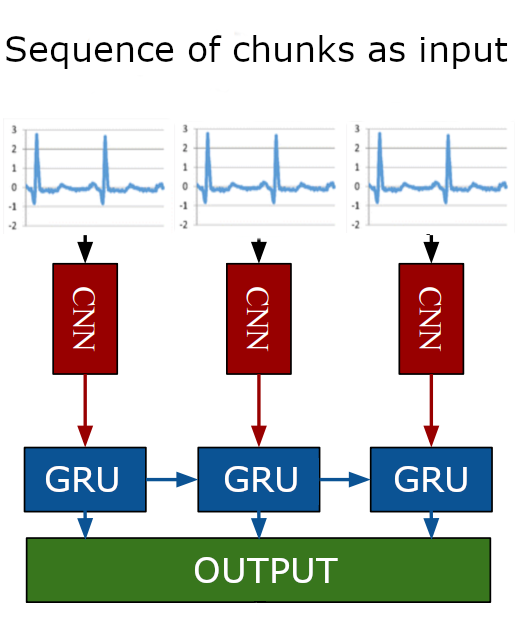 Sequence of chunks as input
3
2
1
0
-1
-2
3
2
1
0
-1
-2
3
2
1
0
-1
-2
CNN
CNN
CNN
GRU
GRU
GRU
OUTPUT